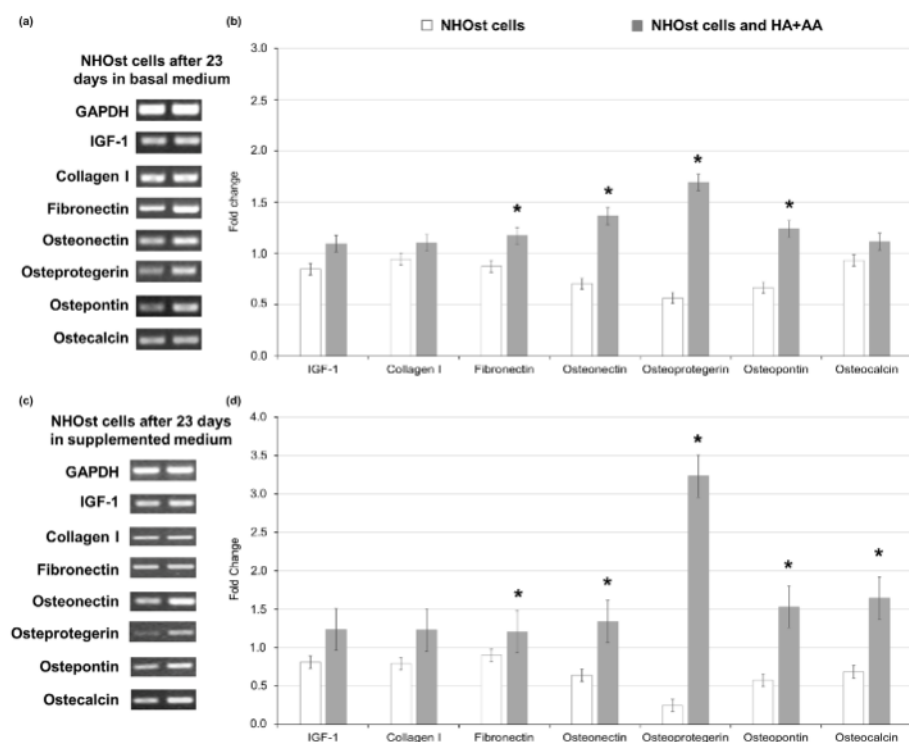 (a)
NHOst cells after 23
days in basal medium
GAPDH
IGF-1
Collagen I
Fibronectin
Osteonectin
Osteprotegerin
Ostepontin
Ostecalcin
(b)
NHOst cells
NHOst cells and HA+AA
Fold change
3.0
2.5
2.0
1.5
1.0
0.5
0.0
* * * *
IGF-1 Collagen I Fibronectin Osteonectin Osteoprotegerin Osteopontin Osteocalcin
(c)
NHOst cells after 23 days
in supplemented medium
GAPDH
IGF-1
Collagen I
Fibronectin
Osteonectin
Osteprotegerin
Ostepontin
Ostecalcin
(d)
Fold Change
4.0
3.5
3.0
2.5
2.0
1.5
1.0
0.5
0.0
* * * * *
IGF-1 Collagen I Fibronectin Osteonectin Osteoprotegerin Osteopontin Osteocalcin